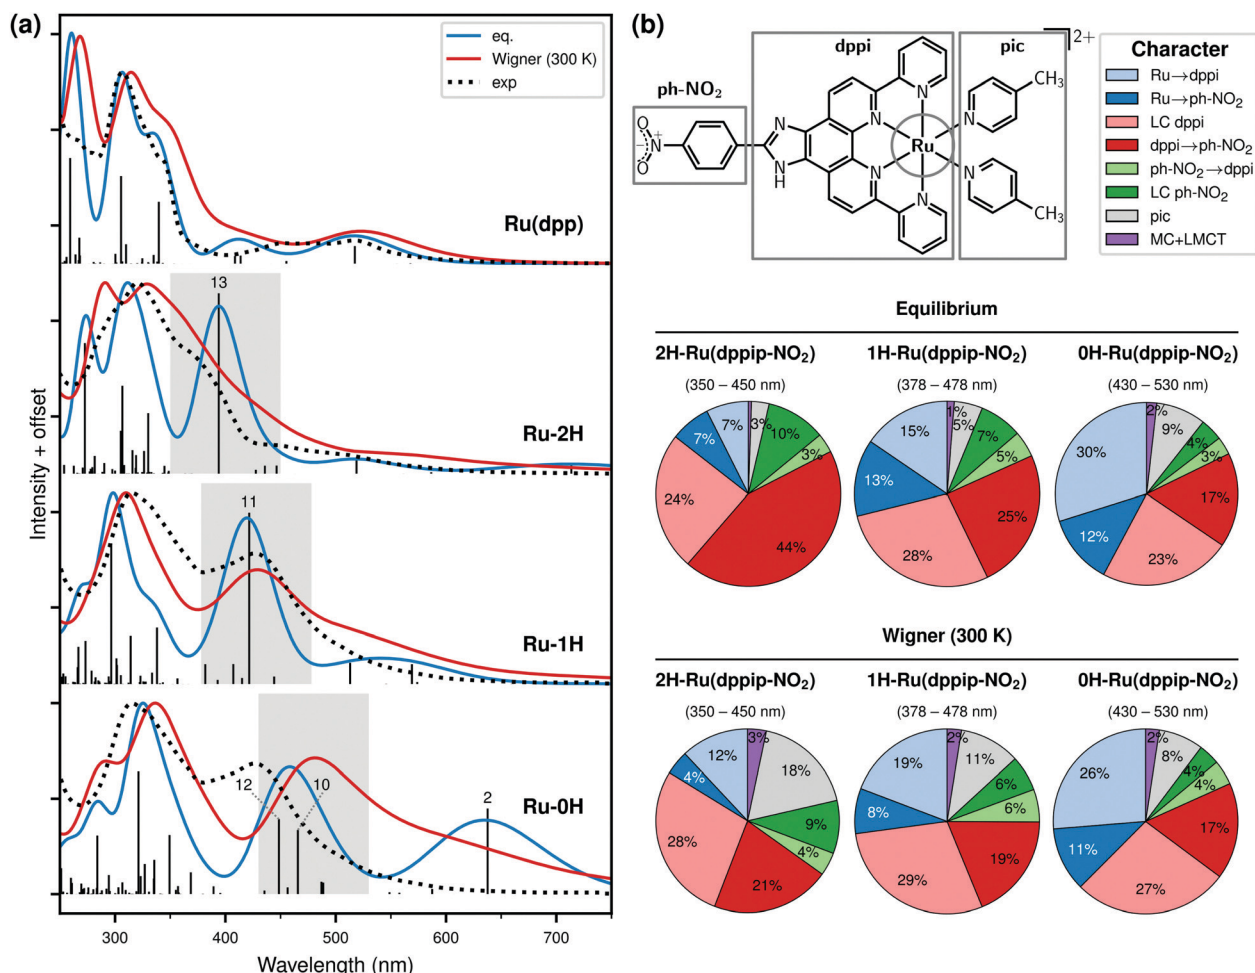 (a)
eq.
Wigner (300 K)
exp
Ru(dpp)
13
Ru-2H
11
Ru-1H
12
10
2
Ru-0H
Intensity + offset
300
400
500
600
700
Wavelength (nm)
(b)
dppi
pic
2+
ph-NO₂
N
N
N
N
N
N
N
H
N
Ru
O
O
N⁺
−
−
CH₃
CH₃
Character
Ru→dppi
Ru→ph-NO₂
LC dppi
dppi→ph-NO₂
ph-NO₂→dppi
LC ph-NO₂
pic
MC+LMCT
Equilibrium
2H-Ru(dppip-NO₂)
(350 – 450 nm)
7%
7%
24%
44%
3%
10%
3%
1H-Ru(dppip-NO₂)
(378 – 478 nm)
15%
13%
28%
25%
5%
7%
5%
1%
0H-Ru(dppip-NO₂)
(430 – 530 nm)
30%
12%
23%
17%
3%
4%
9%
2%
Wigner (300 K)
2H-Ru(dppip-NO₂)
(350 – 450 nm)
12%
4%
28%
21%
4%
9%
18%
3%
1H-Ru(dppip-NO₂)
(378 – 478 nm)
19%
8%
29%
19%
6%
6%
11%
2%
0H-Ru(dppip-NO₂)
(430 – 530 nm)
26%
11%
27%
17%
4%
4%
8%
2%